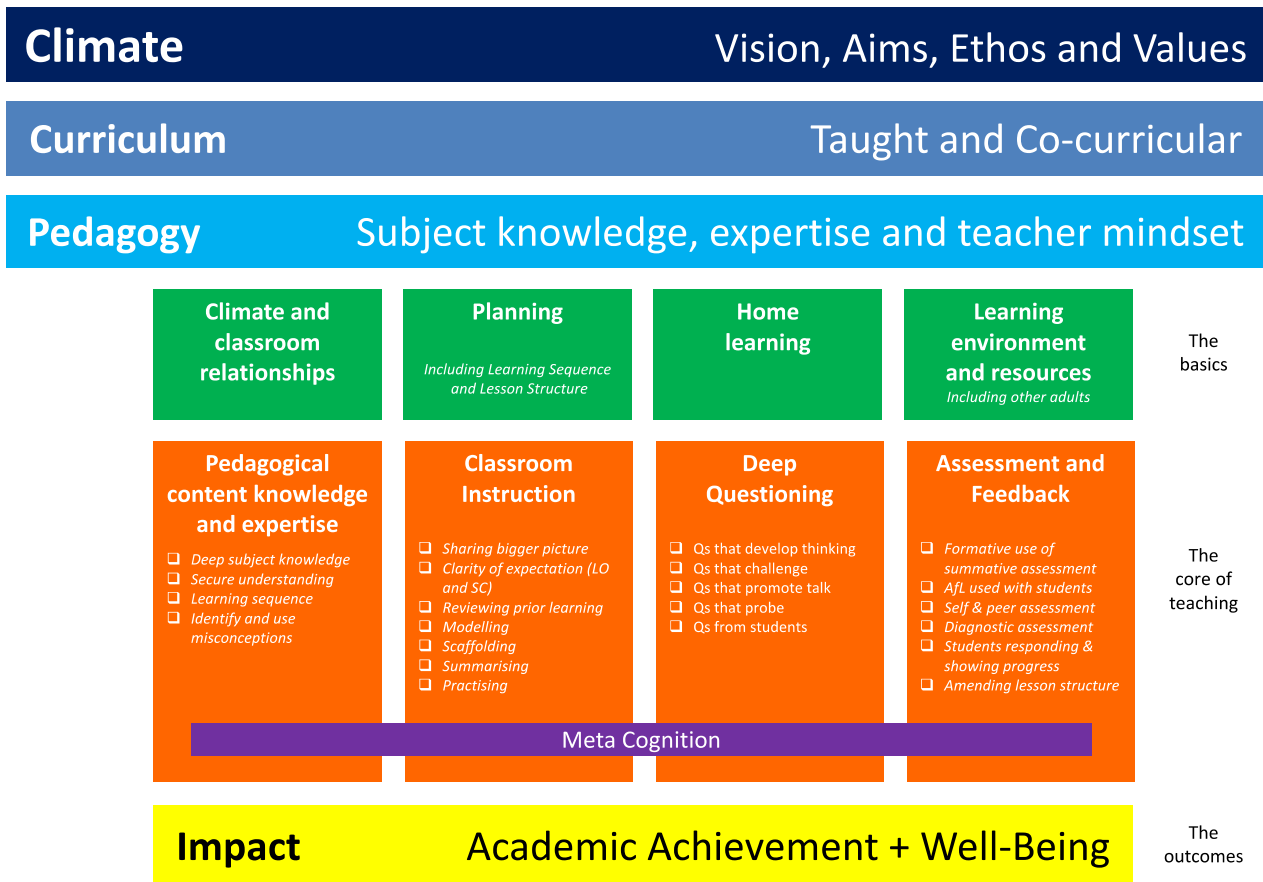 Climate Vision, Aims, Ethos and Values
Curriculum Taught and Co-curricular
Pedagogy Subject knowledge, expertise and teacher mindset
Climate and
classroom
relationships
Planning
Including Learning Sequence
and Lesson Structure
Home
learning
Learning
environment
and resources
Including other adults
The
basics
Pedagogical
content knowledge
and expertise
❑ Deep subject knowledge
❑ Secure understanding
❑ Learning sequence
❑ Identify and use
misconceptions
Classroom
Instruction
❑ Sharing bigger picture
❑ Clarity of expectation (LO
and SC)
❑ Reviewing prior learning
❑ Modelling
❑ Scaffolding
❑ Summarising
❑ Practising
Deep
Questioning
❑ Qs that develop thinking
❑ Qs that challenge
❑ Qs that promote talk
❑ Qs that probe
❑ Qs from students
Assessment and
Feedback
❑ Formative use of
summative assessment
❑ AfL used with students
❑ Self & peer assessment
❑ Diagnostic assessment
❑ Students responding &
showing progress
❑ Amending lesson structure
The
core of
teaching
Meta Cognition
Impact Academic Achievement + Well-Being
The
outcomes